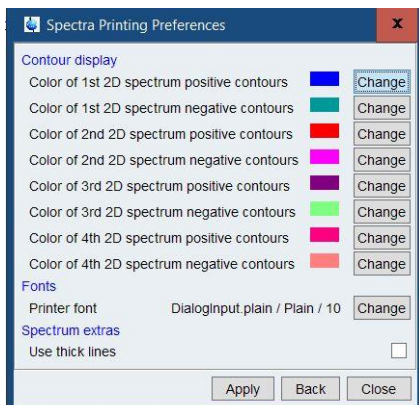 Spectra Printing Preferences x
Contour display
Color of 1st 2D spectrum positive contours Change
Color of 1st 2D spectrum negative contours Change
Color of 2nd 2D spectrum positive contours Change
Color of 2nd 2D spectrum negative contours Change
Color of 3rd 2D spectrum positive contours Change
Color of 3rd 2D spectrum negative contours Change
Color of 4th 2D spectrum positive contours Change
Color of 4th 2D spectrum negative contours Change
Fonts
Printer font DialogInput.plain / Plain / 10 Change
Spectrum extras
Use thick lines
Apply Back Close